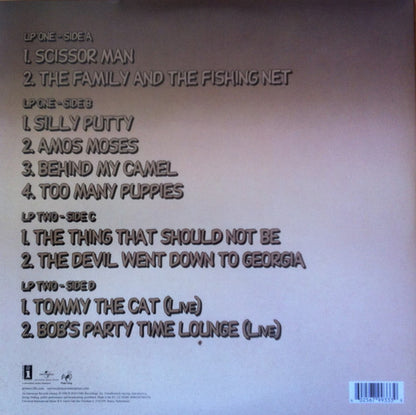 LP ONE - SIDE A
1. SCISSOR MAN
2. THE FAMILY AND THE FISHING NET
LP ONE - SIDE B
1. SILLY PUTTY
2. AMOS MOSES
3. BEHIND MY CAMEL
4. TOO MANY PUPPIES
LP TWO - SIDE C
1. THE THING THAT SHOULD NOT BE
2. THE DEVIL WENT DOWN TO GEORGIA
LP TWO - SIDE D
1. TOMMY THE CAT (LIVE)
2. BOB'S PARTY TIME LOUNGE (LIVE)